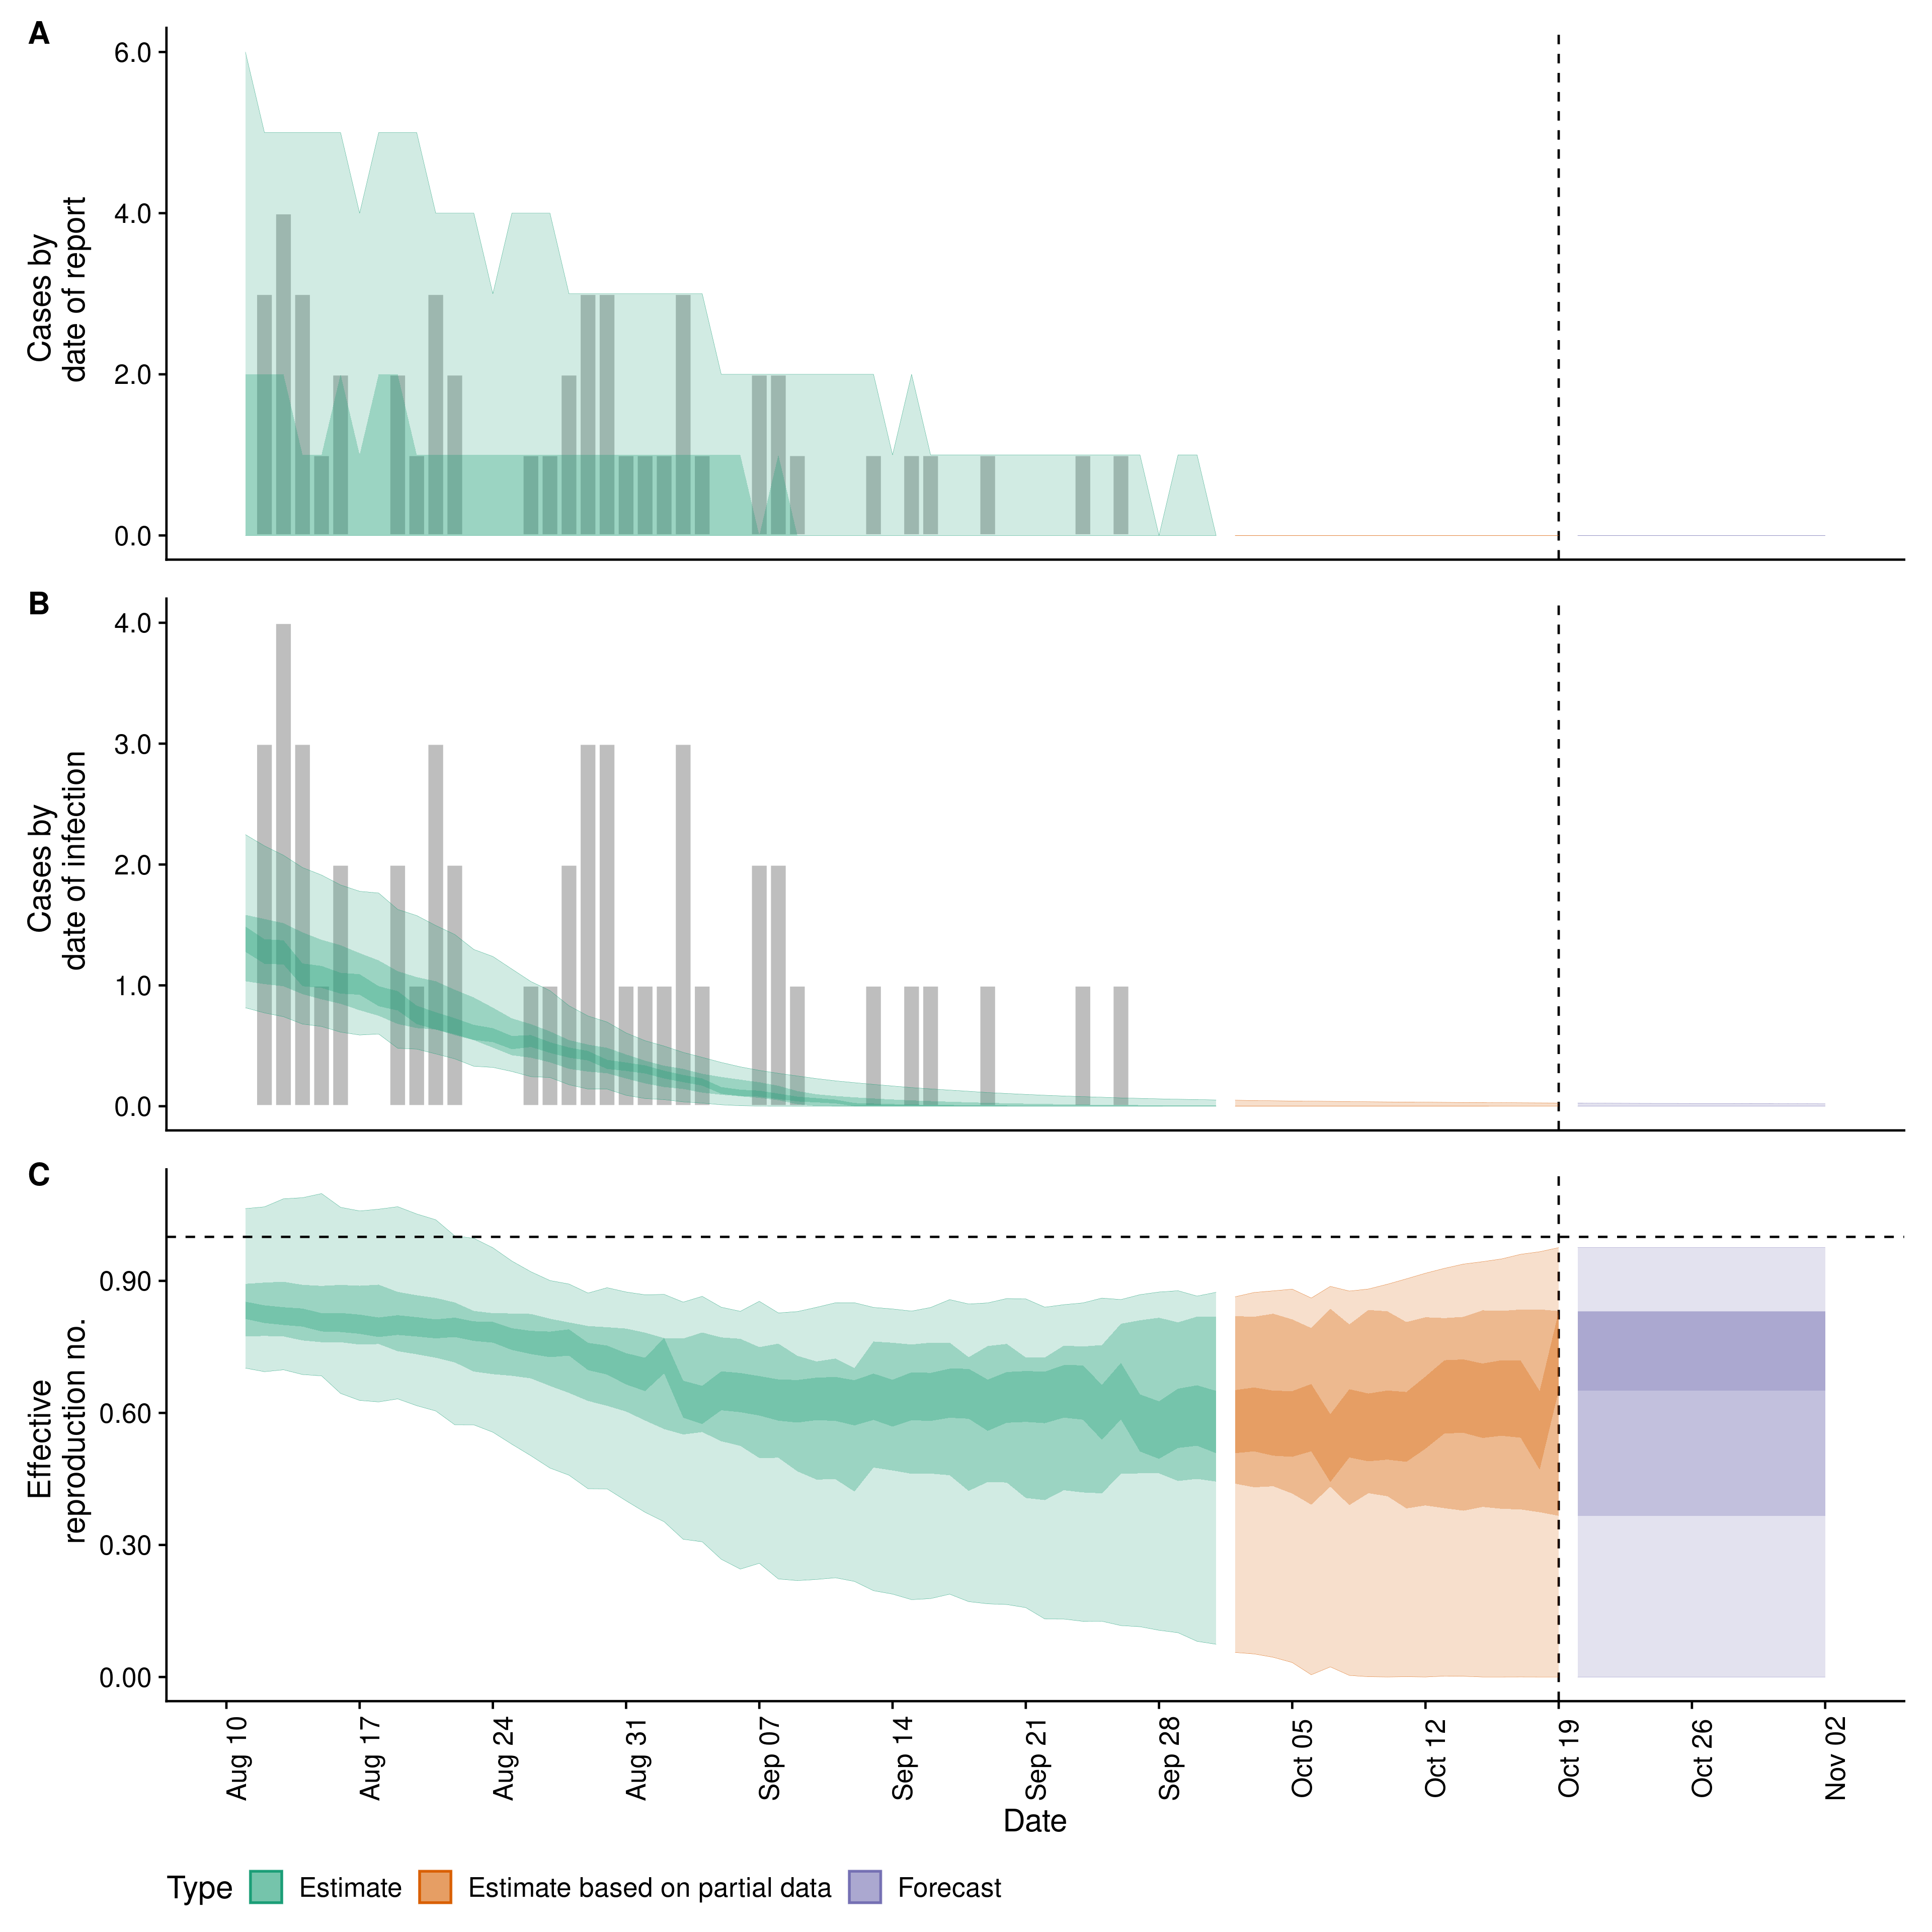 A
Cases by
date of report
6.0
4.0
2.0
0.0
B
Cases by
date of infection
4.0
3.0
2.0
1.0
0.0
C
Effective
reproduction no.
0.90
0.60
0.30
0.00
Aug 10
Aug 17
Aug 24
Aug 31
Sep 07
Sep 14
Sep 21
Sep 28
Oct 05
Oct 12
Oct 19
Oct 26
Nov 02
Date
Type Estimate Estimate based on partial data Forecast